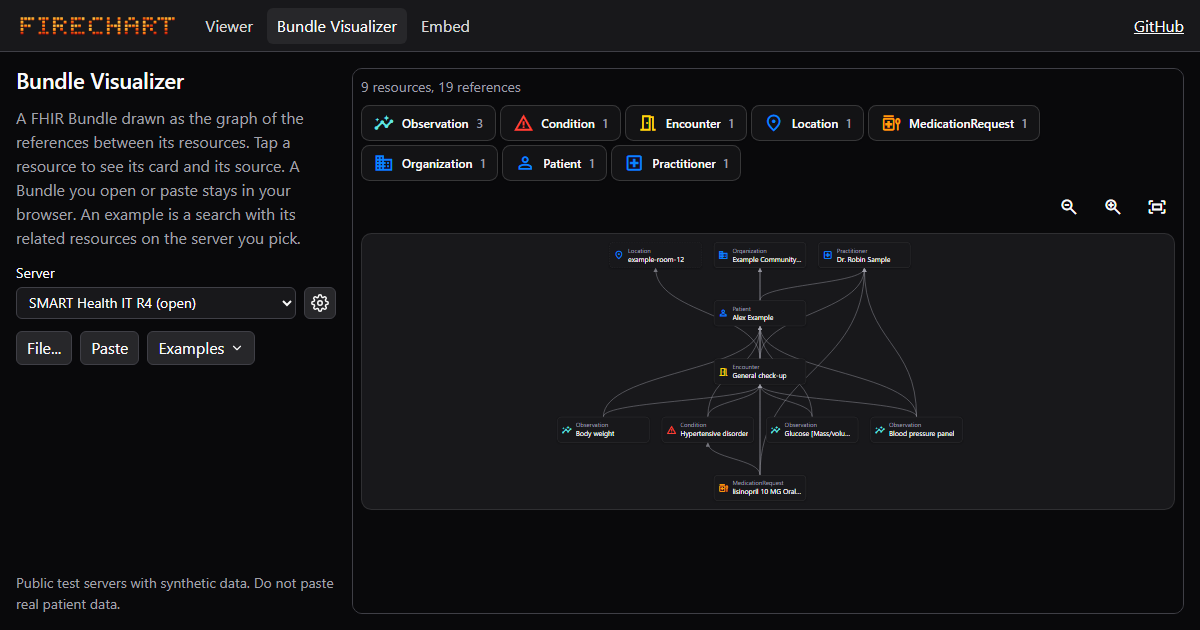 FIRECHART Viewer Bundle Visualizer Embed GitHub
Bundle Visualizer
A FHIR Bundle drawn as the graph of the
references between its resources. Tap a
resource to see its card and its source. A
Bundle you open or paste stays in your
browser. An example is a search with its
related resources on the server you pick.
Server
SMART Health IT R4 (open)
File... Paste Examples
Public test servers with synthetic data. Do not paste
real patient data.
9 resources, 19 references
Observation 3 Condition 1 Encounter 1 Location 1 MedicationRequest 1
Organization 1 Patient 1 Practitioner 1
Location Organization Practitioner
example-room-12 Example Community... Dr. Robin Sample
Patient
Alex Example
Encounter
General check-up
Observation Condition Observation Observation
Body weight Hypertensive disorder Glucose [Mass/volu... Blood pressure panel
MedicationRequest
lisinopril 10 MG Oral...